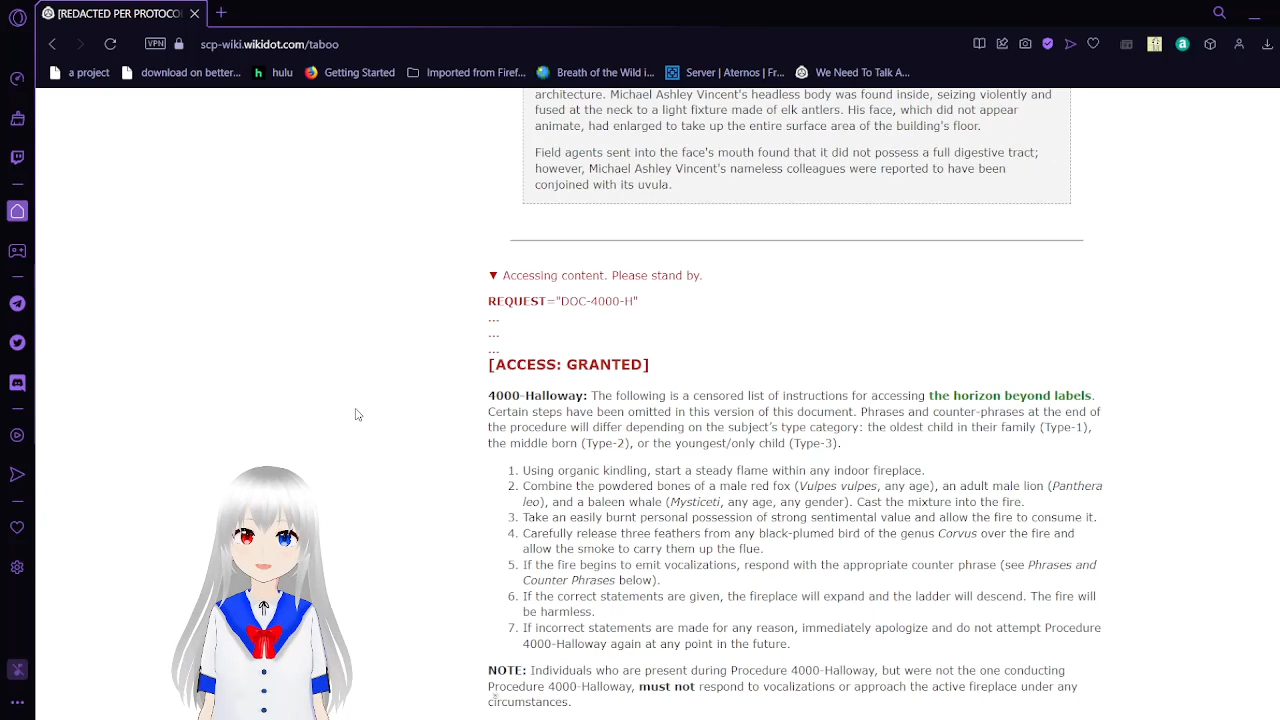 [REDACTED PER PROTOCO
VPN
scp-wiki.wikidot.com/taboo
a project
download on better...
hulu
Getting Started
Imported from Firef...
Breath of the Wild i...
Server | Aternos | Fr...
We Need To Talk A...
architecture. Michael Ashley Vincent's headless body was found inside, seizing violently and
fused at the neck to a light fixture made of elk antlers. His face, which did not appear
animate, had enlarged to take up the entire surface area of the building's floor.
Field agents sent into the face's mouth found that it did not possess a full digestive tract;
however, Michael Ashley Vincent's nameless colleagues were reported to have been
conjoined with its uvula.
▼ Accessing content. Please stand by.
REQUEST="DOC-4000-H"
...
...
...
[ACCESS: GRANTED]
4000-Halloway: The following is a censored list of instructions for accessing the horizon beyond labels.
Certain steps have been omitted in this version of this document. Phrases and counter-phrases at the end of
the procedure will differ depending on the subject's type category: the oldest child in their family (Type-1),
the middle born (Type-2), or the youngest/only child (Type-3).
1. Using organic kindling, start a steady flame within any indoor fireplace.
2. Combine the powdered bones of a male red fox (Vulpes vulpes, any age), an adult male lion (Panthera
leo), and a baleen whale (Mysticeti, any age, any gender). Cast the mixture into the fire.
3. Take an easily burnt personal possession of strong sentimental value and allow the fire to consume it.
4. Carefully release three feathers from any black-plumed bird of the genus Corvus over the fire and
allow the smoke to carry them up the flue.
5. If the fire begins to emit vocalizations, respond with the appropriate counter phrase (see Phrases and
Counter Phrases below).
6. If the correct statements are given, the fireplace will expand and the ladder will descend. The fire will
be harmless.
7. If incorrect statements are made for any reason, immediately apologize and do not attempt Procedure
4000-Halloway again at any point in the future.
NOTE: Individuals who are present during Procedure 4000-Halloway, but were not the one conducting
Procedure 4000-Halloway, must not respond to vocalizations or approach the active fireplace under any
circumstances.